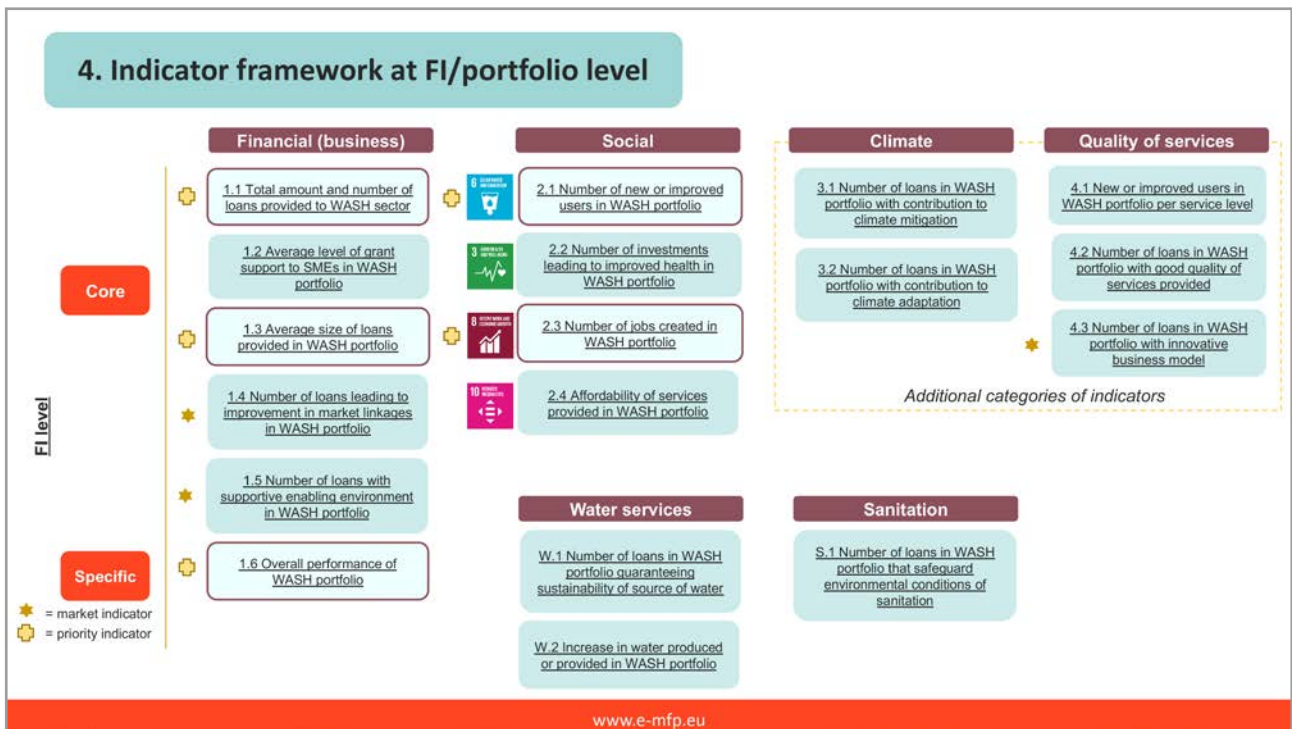 4. Indicator framework at FI/portfolio level
Financial (business)
Social
Climate
Quality of services
Core
FI level
Specific
1.1 Total amount and number of
loans provided to WASH sector
1.2 Average level of grant
support to SMEs in WASH
portfolio
1.3 Average size of loans
provided in WASH portfolio
1.4 Number of loans leading to
improvement in market linkages
in WASH portfolio
1.5 Number of loans with
supportive enabling environment
in WASH portfolio
1.6 Overall performance of
WASH portfolio
6
2.1 Number of new or improved
users in WASH portfolio
3
2.2 Number of investments
leading to improved health in
WASH portfolio
8
2.3 Number of jobs created in
WASH portfolio
10
2.4 Affordability of services
provided in WASH portfolio
3.1 Number of loans in WASH
portfolio with contribution to
climate mitigation
3.2 Number of loans in WASH
portfolio with contribution to
climate adaptation
4.1 New or improved users in
WASH portfolio per service level
4.2 Number of loans in WASH
portfolio with good quality of
services provided
4.3 Number of loans in WASH
portfolio with innovative
business model
Additional categories of indicators
Water services
W.1 Number of loans in WASH
portfolio guaranteeing
sustainability of source of water
W.2 Increase in water produced
or provided in WASH portfolio
Sanitation
S.1 Number of loans in WASH
portfolio that safeguard
environmental conditions of
sanitation
= market indicator
= priority indicator
www.e-mfp.eu